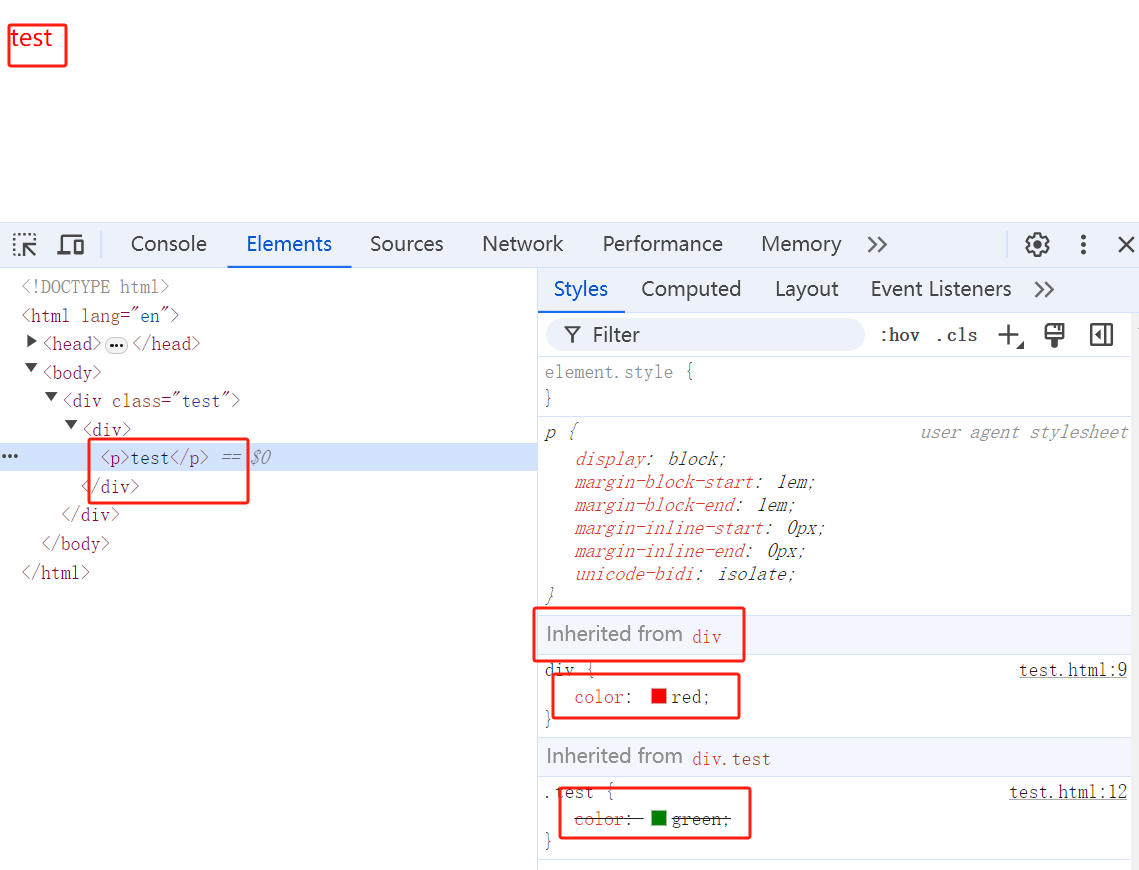 test
Console Elements Sources Network Performance Memory
<!DOCTYPE html>
<html lang="en">
<head> ••• </head>
<body>
<div class="test">
<div>
<p>test</p> == $0
</div>
</div>
</body>
</html>
Styles Computed Layout Event Listeners
Filter :hov .cls
element.style {
}
p { user agent stylesheet
display: block;
margin-block-start: 1em;
margin-block-end: 1em;
margin-inline-start: 0px;
margin-inline-end: 0px;
unicode-bidi: isolate;
}
Inherited from div
div { test.html:9
color: red;
}
Inherited from div.test
.test { test.html:12
color: green;
}